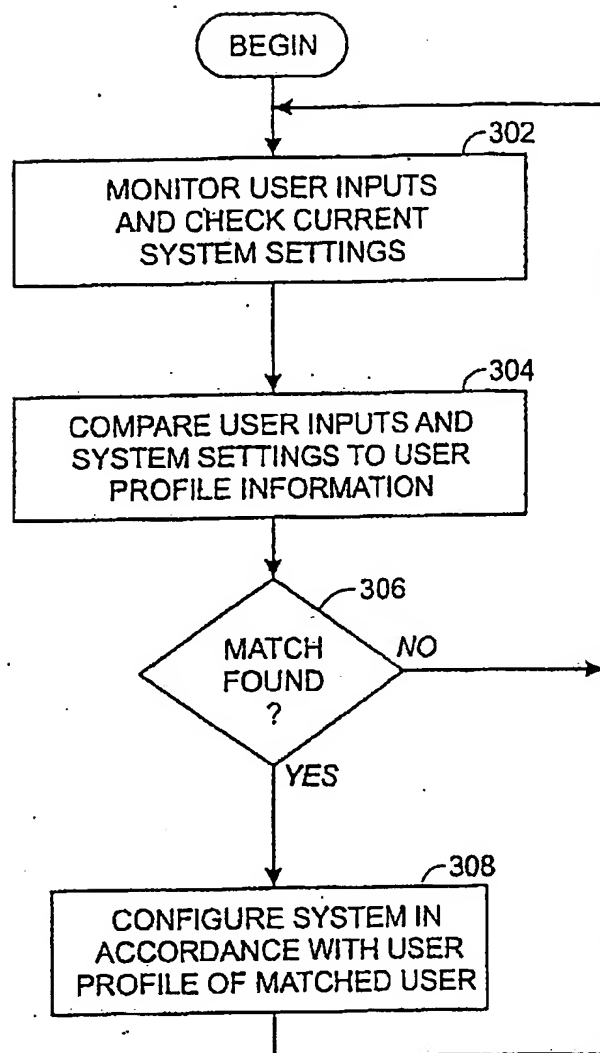 BEGIN
302
MONITOR USER INPUTS
AND CHECK CURRENT
SYSTEM SETTINGS
304
COMPARE USER INPUTS AND
SYSTEM SETTINGS TO USER
PROFILE INFORMATION
306
MATCH
FOUND
?
NO
YES
308
CONFIGURE SYSTEM IN
ACCORDANCE WITH USER
PROFILE OF MATCHED USER